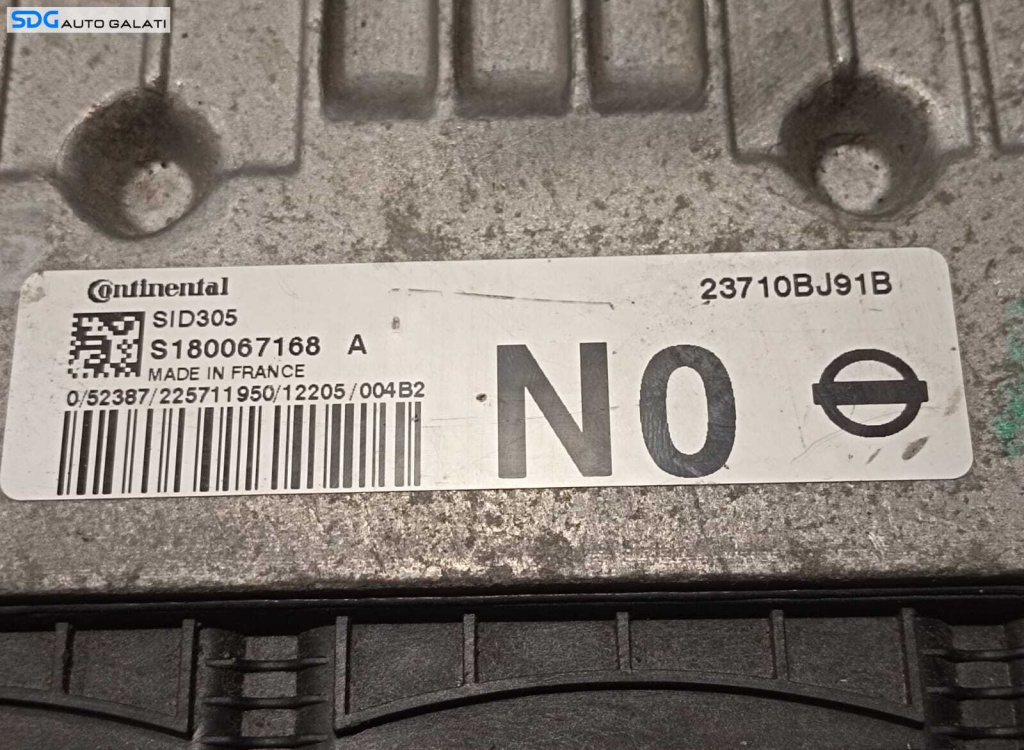 SDG AUTO GALATI
Continental
23710BJ91B
SID305
S180067168 A
MADE IN FRANCE
0/52387/225711950/12205/004B2
N0